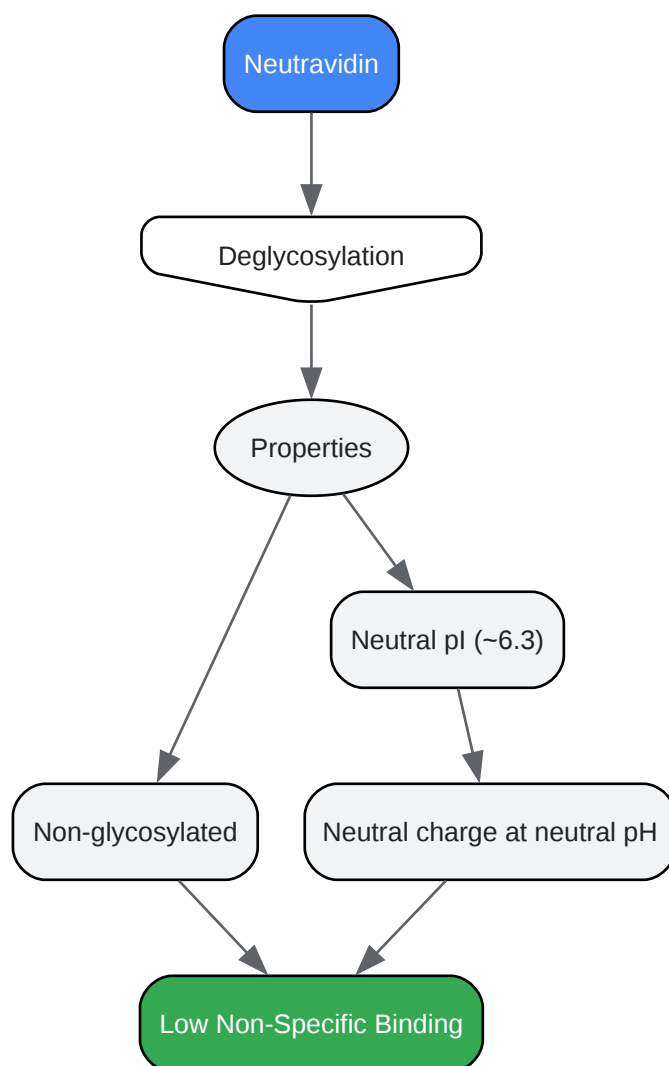 Neutravidin
Deglycosylation
Properties
Neutral pI (~6.3)
Non-glycosylated
Neutral charge at neutral pH
Low Non-Specific Binding